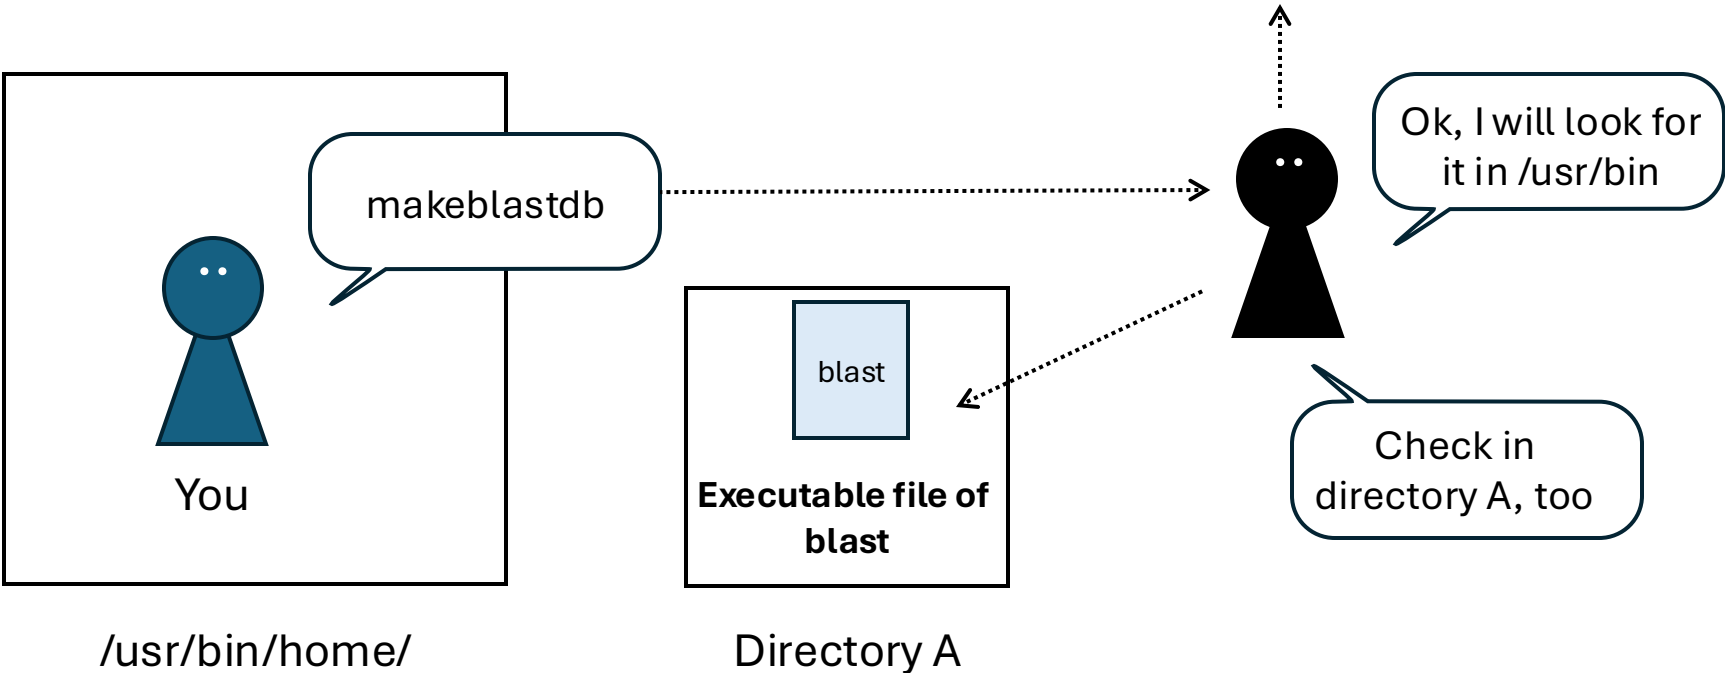 makeblastdb
You
/usr/bin/home/
blast
Executable file of
blast
Directory A
Ok, I will look for
it in /usr/bin
Check in
directory A, too